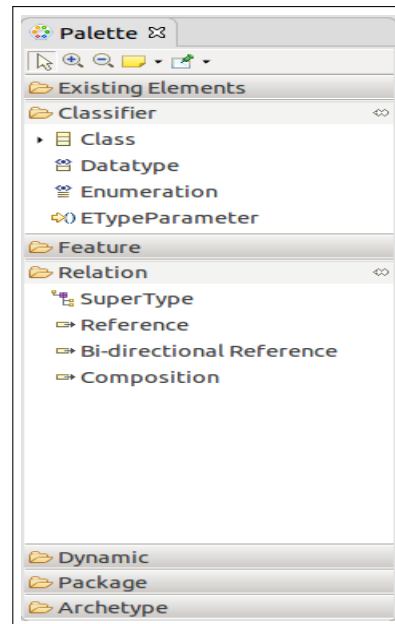 Palette
Existing Elements
Classifier
Class
Datatype
Enumeration
ETypeParameter
Feature
Relation
SuperType
Reference
Bi-directional Reference
Composition
Dynamic
Package
Archetype